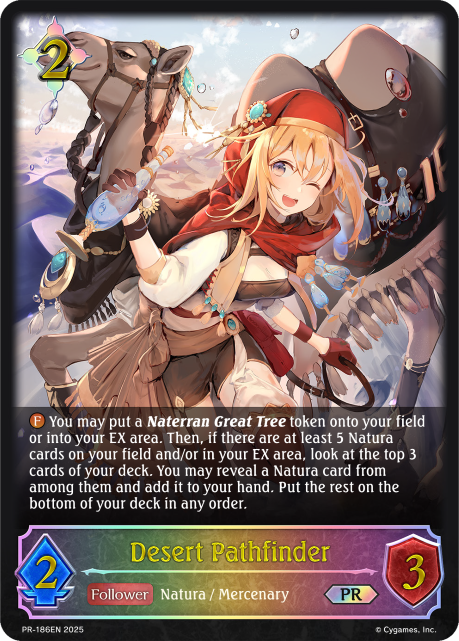 2
F You may put a Naterran Great Tree token onto your field
or into your EX area. Then, if there are at least 5 Natura
cards on your field and/or in your EX area, look at the top 3
cards of your deck. You may reveal a Natura card from
among them and add it to your hand. Put the rest on the
bottom of your deck in any order.
Desert Pathfinder
2
Follower Natura / Mercenary PR
3
PR-186EN 2025 © Cygames, Inc.